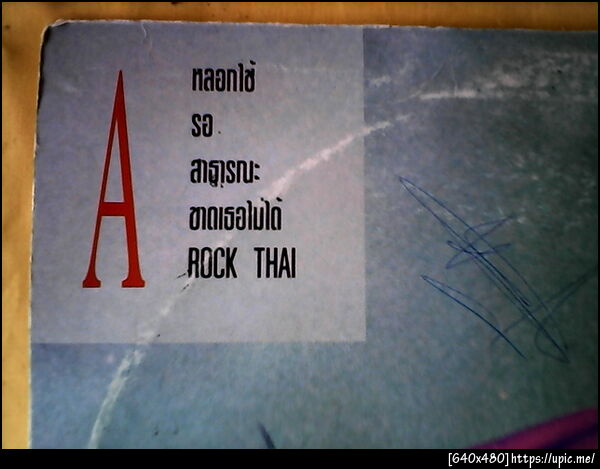 A
หลอกใช้
รอ
สาธารณะ
ขาดเธอไม่ได้
ROCK THAI
[640x480]https://upic.me/